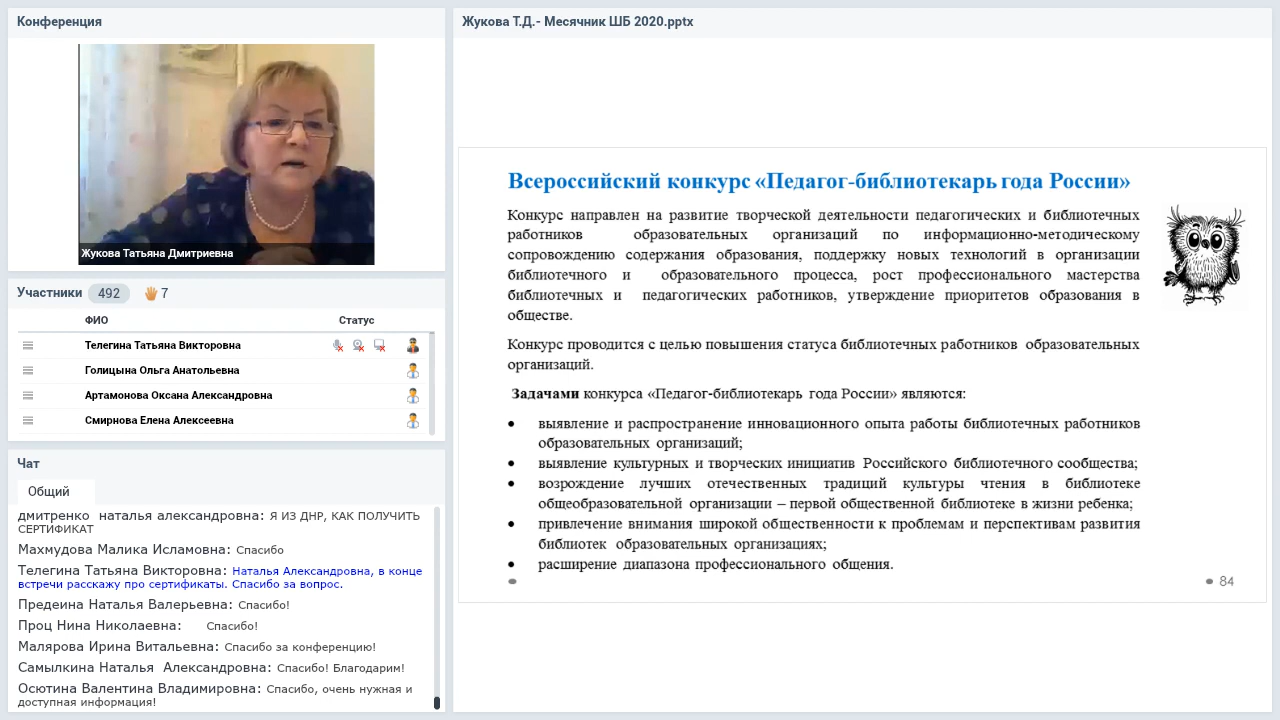 Конференция
Жукова Татьяна Дмитриевна
Участники 492 7
ФИО Статус
Телегина Татьяна Викторовна
Голицына Ольга Анатольевна
Артамонова Оксана Александровна
Смирнова Елена Алексеевна
Чат
Общий
дмитренко наталья александровна: Я ИЗ ДНР, КАК ПОЛУЧИТЬ
СЕРТИФИКАТ
Махмудова Малика Исламовна: Спасибо
Телегина Татьяна Викторовна: Наталья Александровна, в конце
встречи расскажу про сертификаты. Спасибо за вопрос.
Предеина Наталья Валерьевна: Спасибо!
Проц Нина Николаевна: Спасибо!
Малярова Ирина Витальевна: Спасибо за конференцию!
Самылкина Наталья Александровна: Спасибо! Благодарим!
Осютина Валентина Владимировна: Спасибо, очень нужная и
доступная информация!
Жукова Т.Д.- Месячник ШБ 2020.pptx
Всероссийский конкурс «Педагог-библиотекарь года России»
Конкурс направлен на развитие творческой деятельности педагогических и библиотечных
работников образовательных организаций по информационно-методическому
сопровождению содержания образования, поддержку новых технологий в организации
библиотечного и образовательного процесса, рост профессионального мастерства
библиотечных и педагогических работников, утверждение приоритетов образования в
обществе.
Конкурс проводится с целью повышения статуса библиотечных работников образовательных
организаций.
Задачами конкурса «Педагог-библиотекарь года России» являются:
• выявление и распространение инновационного опыта работы библиотечных работников
образовательных организаций;
• выявление культурных и творческих инициатив Российского библиотечного сообщества;
• возрождение лучших отечественных традиций культуры чтения в библиотеке
общеобразовательной организации – первой общественной библиотеке в жизни ребенка;
• привлечение внимания широкой общественности к проблемам и перспективам развития
библиотек образовательных организациях;
• расширение диапазона профессионального общения.
84